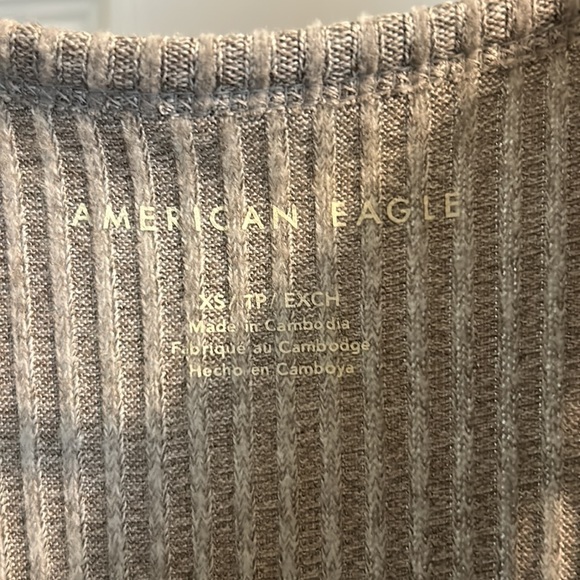 AMERICAN EAGLE
XS / TP / EXCH
Made in Cambodia
Fabriqué au Cambodge
Hecho en Camboya